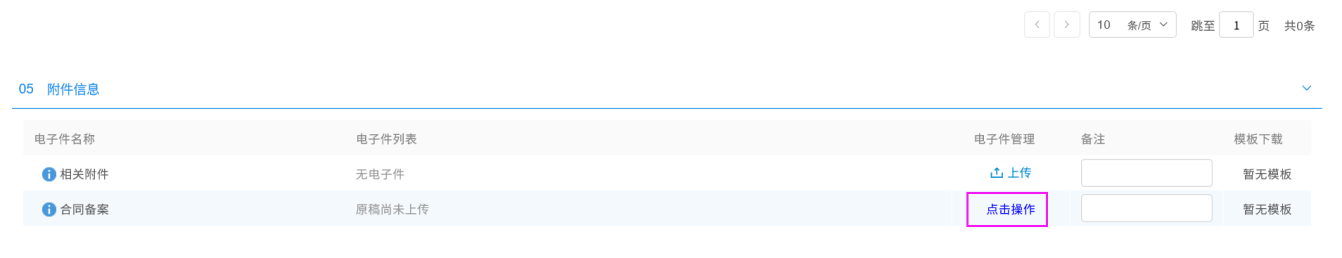 10 条/页 跳至 1 页 共0条
05 附件信息
电子件名称 电子件列表 电子件管理 备注 模板下载
相关附件 无电子件 上传 暂无模板
合同备案 原稿尚未上传 点击操作 暂无模板